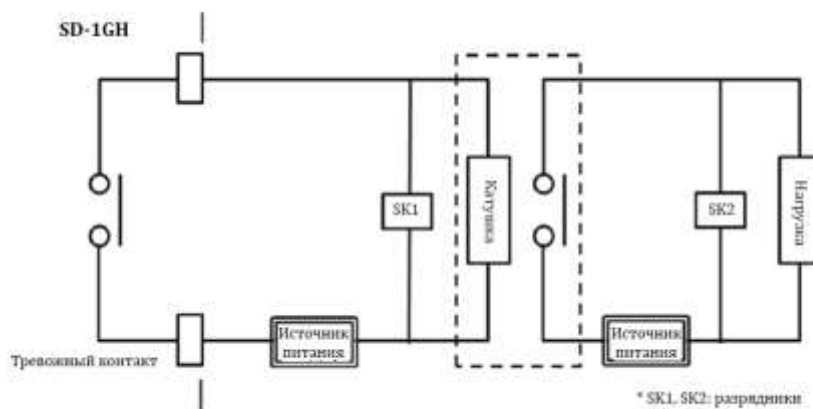 SD-1GH
SK1
Катушка
SK2
Нагрузка
Источник
питания
Источник
питания
Тревожный контакт
* SK1, SK2: разрядники